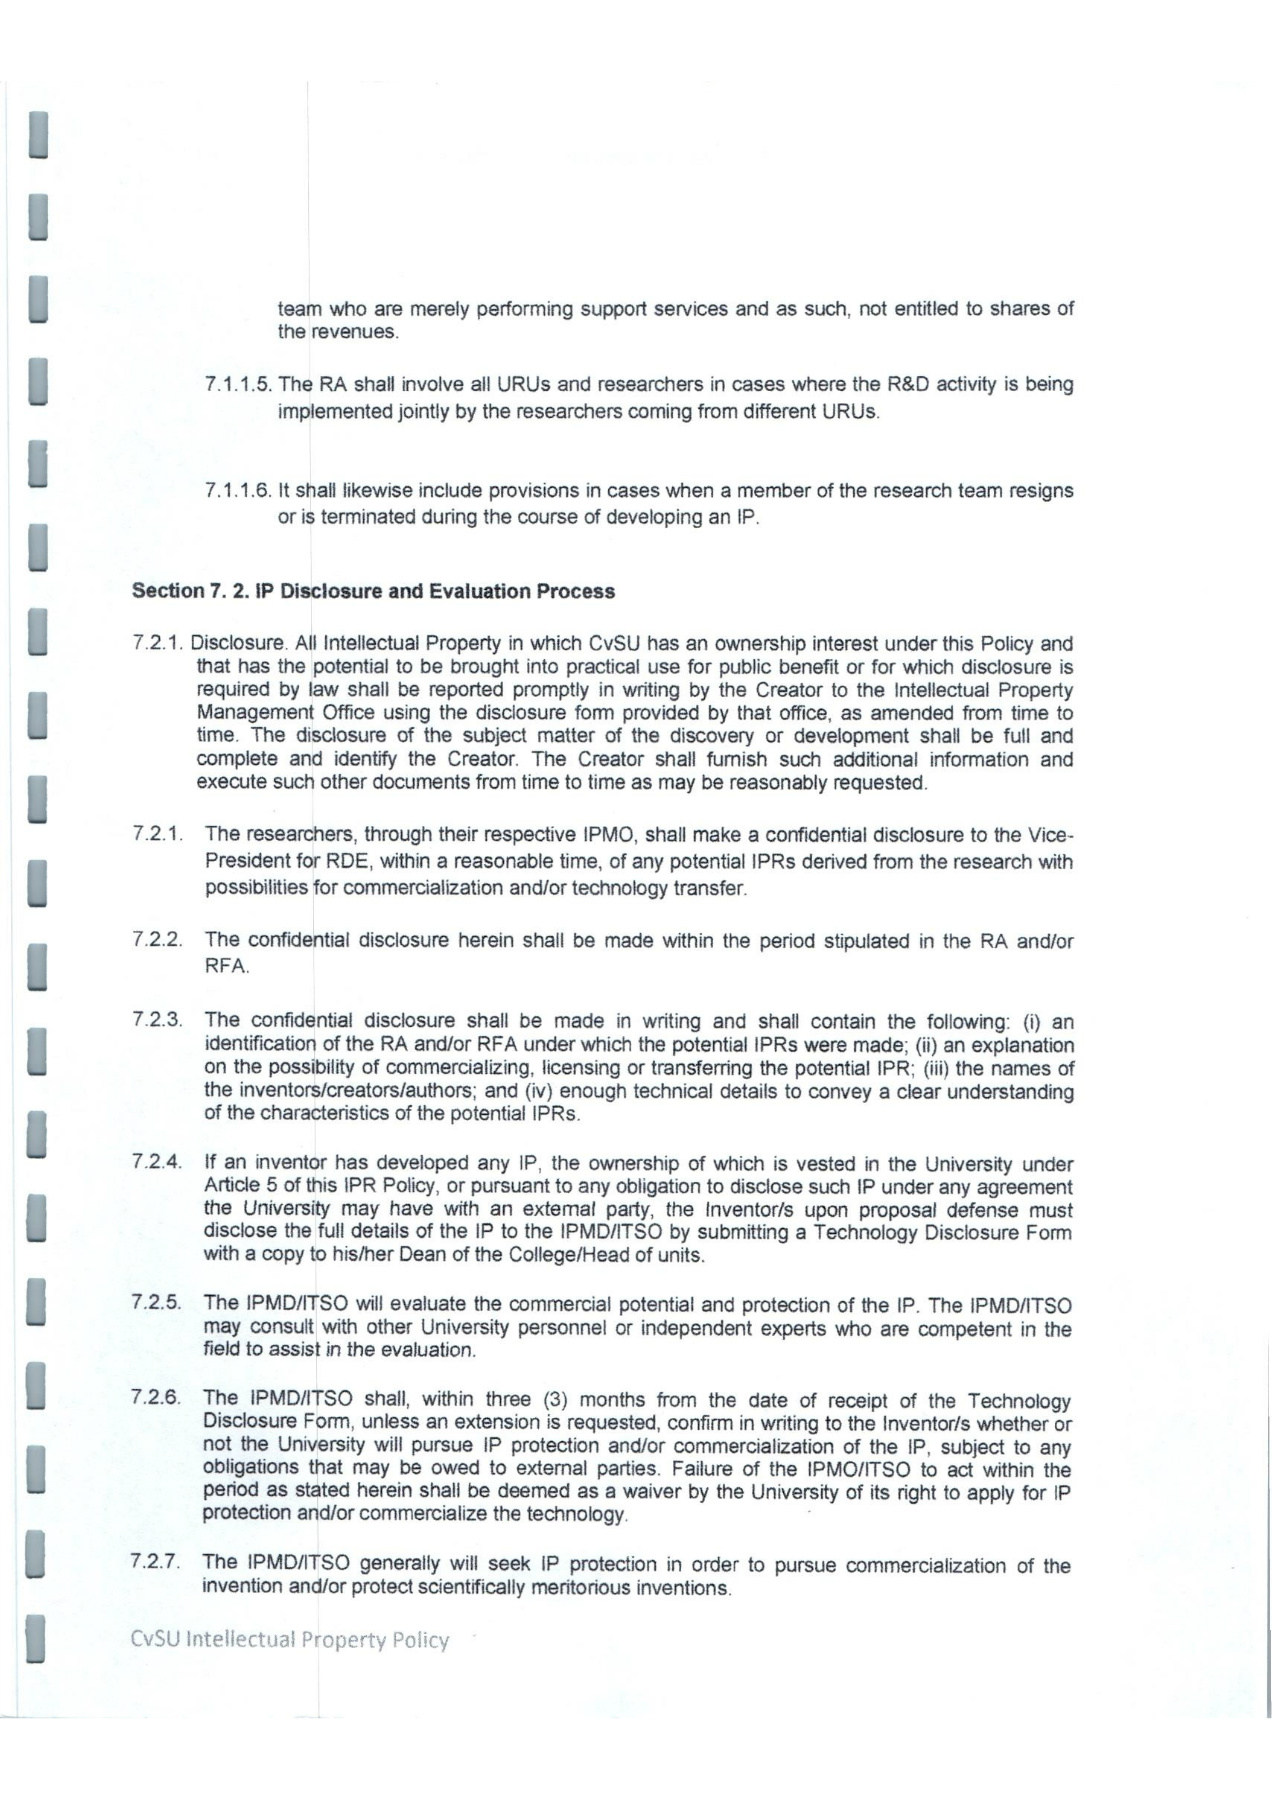 team who are merely performing support services and as such, not entitled to shares of
the revenues.
7.1.1.5. The RA shall involve all URUs and researchers in cases where the R&D activity is being
implemented jointly by the researchers coming from different URUs.
7.1.1.6. It shall likewise include provisions in cases when a member of the research team resigns
or is terminated during the course of developing an IP.
Section 7. 2. IP Disclosure and Evaluation Process
7.2.1. Disclosure. All Intellectual Property in which CvSU has an ownership interest under this Policy and
that has the potential to be brought into practical use for public benefit or for which disclosure is
required by law shall be reported promptly in writing by the Creator to the Intellectual Property
Management Office using the disclosure form provided by that office, as amended from time to
time. The disclosure of the subject matter of the discovery or development shall be full and
complete and identify the Creator. The Creator shall furnish such additional information and
execute such other documents from time to time as may be reasonably requested.
7.2.1. The researchers, through their respective IPMO, shall make a confidential disclosure to the Vice-
President for RDE, within a reasonable time, of any potential IPRs derived from the research with
possibilities for commercialization and/or technology transfer.
7.2.2. The confidential disclosure herein shall be made within the period stipulated in the RA and/or
RFA.
7.2.3. The confidential disclosure shall be made in writing and shall contain the following: (i) an
identification of the RA and/or RFA under which the potential IPRs were made; (ii) an explanation
on the possibility of commercializing, licensing or transferring the potential IPR; (iii) the names of
the inventors/creators/authors; and (iv) enough technical details to convey a clear understanding
of the characteristics of the potential IPRs.
7.2.4. If an inventor has developed any IP, the ownership of which is vested in the University under
Article 5 of this IPR Policy, or pursuant to any obligation to disclose such IP under any agreement
the University may have with an external party, the Inventor/s upon proposal defense must
disclose the full details of the IP to the IPMD/ITSO by submitting a Technology Disclosure Form
with a copy to his/her Dean of the College/Head of units.
7.2.5. The IPMD/ITSO will evaluate the commercial potential and protection of the IP. The IPMD/ITSO
may consult with other University personnel or independent experts who are competent in the
field to assist in the evaluation.
7.2.6. The IPMD/ITSO shall, within three (3) months from the date of receipt of the Technology
Disclosure Form, unless an extension is requested, confirm in writing to the Inventor/s whether or
not the University will pursue IP protection and/or commercialization of the IP, subject to any
obligations that may be owed to external parties. Failure of the IPMO/ITSO to act within the
period as stated herein shall be deemed as a waiver by the University of its right to apply for IP
protection and/or commercialize the technology.
7.2.7. The IPMD/ITSO generally will seek IP protection in order to pursue commercialization of the
invention and/or protect scientifically meritorious inventions.
CvSU Intellectual Property Policy